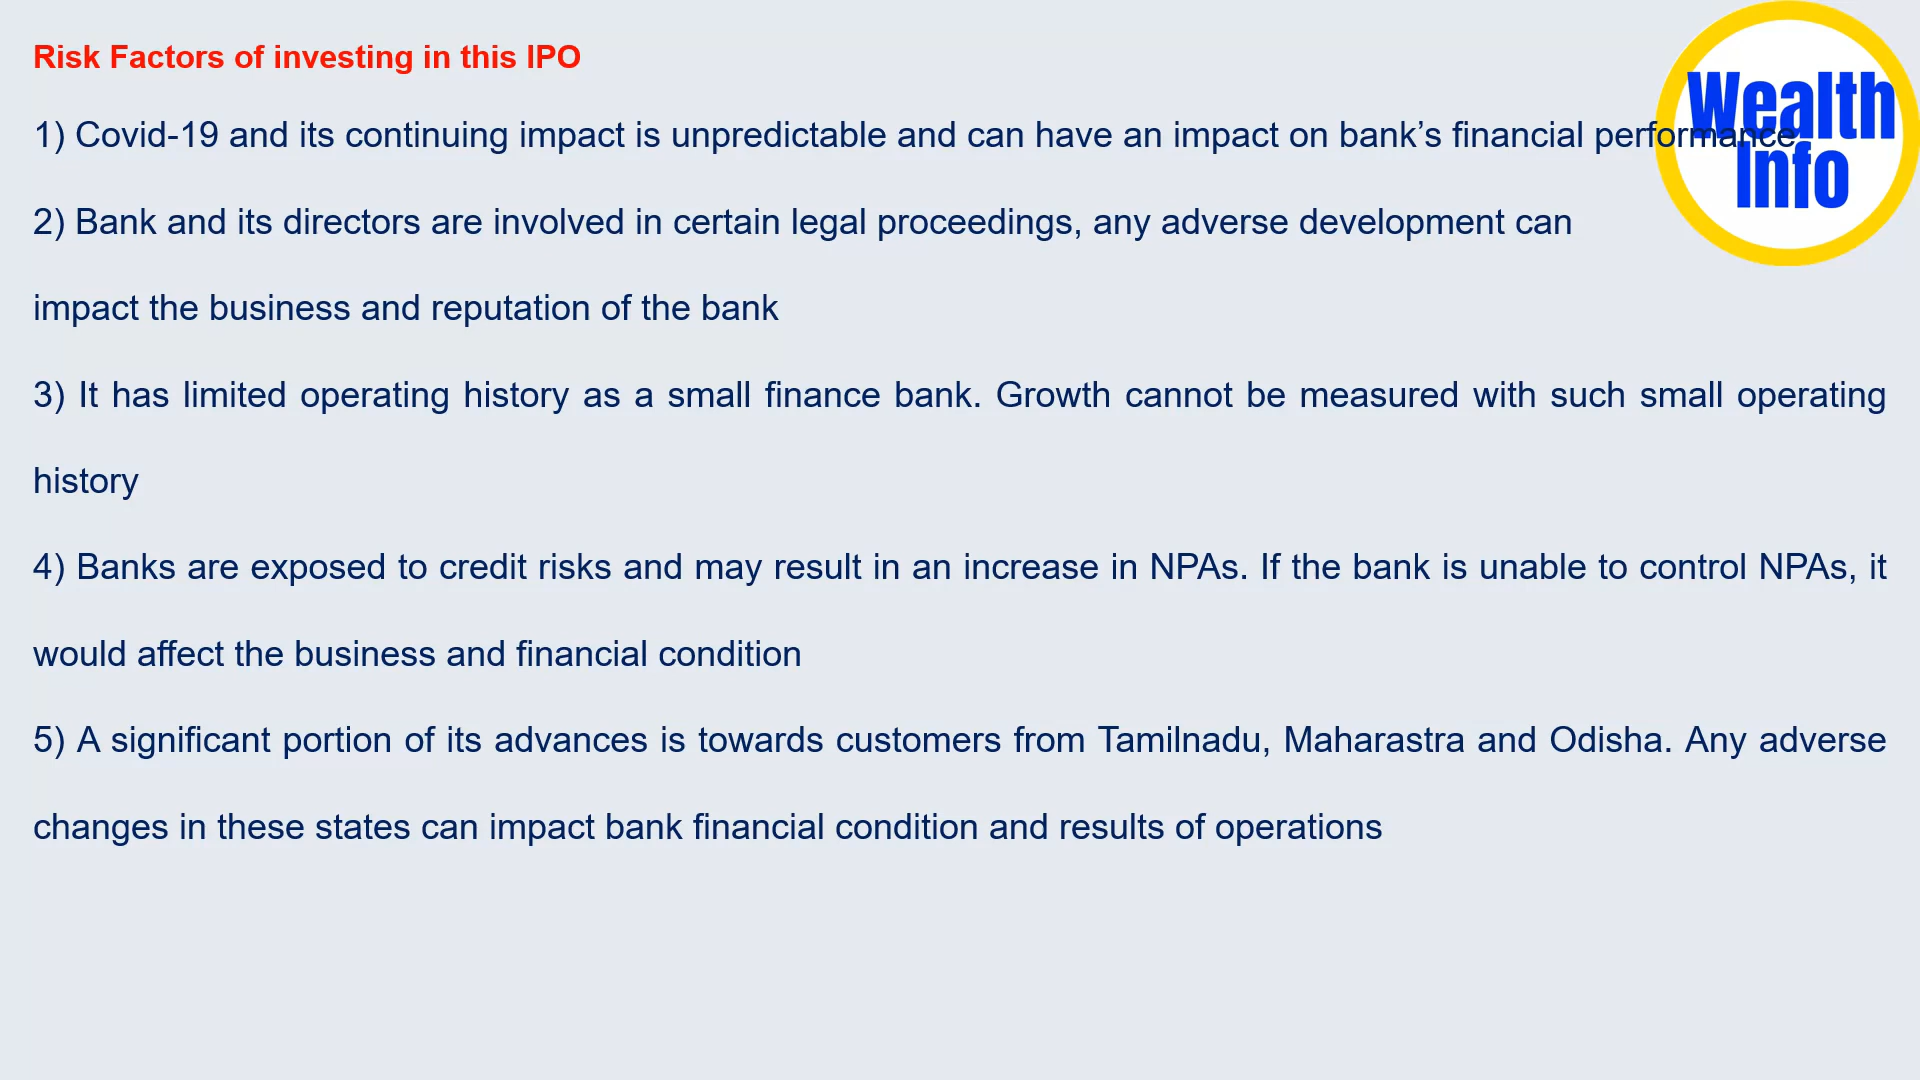 Risk Factors of investing in this IPO
Wealth
Info
1) Covid-19 and its continuing impact is unpredictable and can have an impact on bank’s financial performance
2) Bank and its directors are involved in certain legal proceedings, any adverse development can
impact the business and reputation of the bank
3) It has limited operating history as a small finance bank. Growth cannot be measured with such small operating
history
4) Banks are exposed to credit risks and may result in an increase in NPAs. If the bank is unable to control NPAs, it
would affect the business and financial condition
5) A significant portion of its advances is towards customers from Tamilnadu, Maharastra and Odisha. Any adverse
changes in these states can impact bank financial condition and results of operations